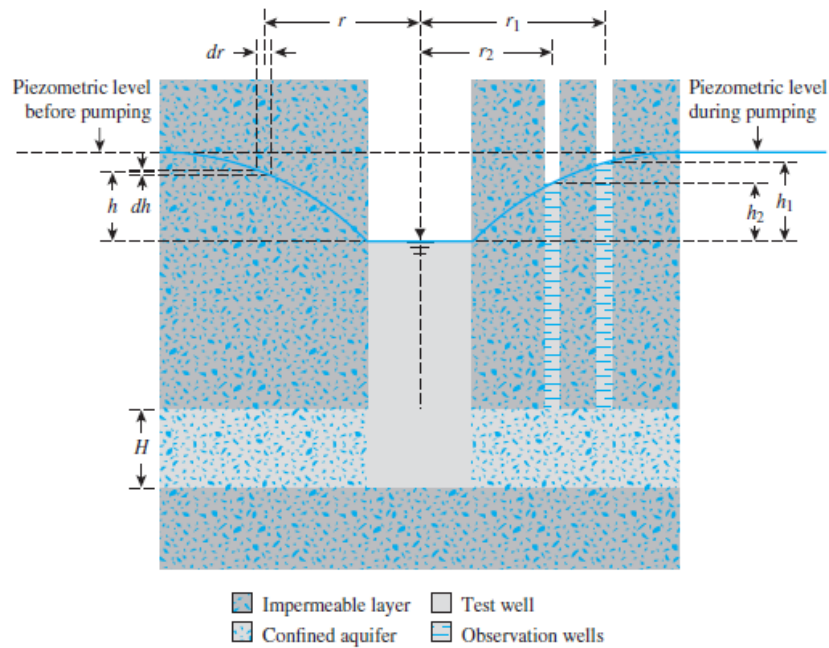 r
r₁
dr
r₂
Piezometric level
before pumping
Piezometric level
during pumping
h
dh
h₂
h₁
H
Impermeable layer
Test well
Confined aquifer
Observation wells